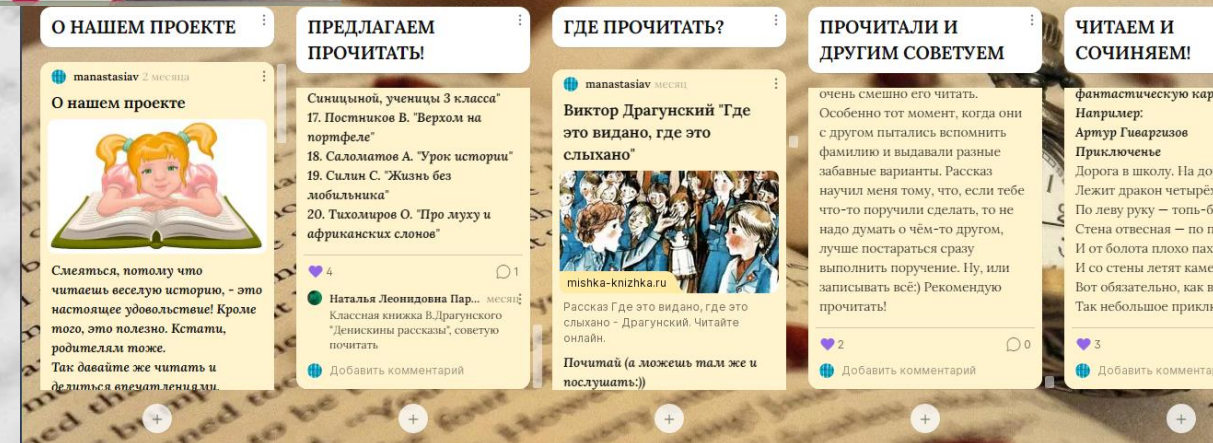 О НАШЕМ ПРОЕКТЕ
manastasiav 2 месяца
О нашем проекте
Смеяться, потому что
читаешь веселую историю, - это
настоящее удовольствие! Кроме
того, это полезно. Кстати,
родителям тоже.
Так давайте же читать и
делиться впечатлениями.
ПРЕДЛАГАЕМ
ПРОЧИТАТЬ!
Синицыной, ученицы 3 класса"
17. Постников В. "Верхом на
портфеле"
18. Саломатов А. "Урок истории"
19. Силин С. "Жизнь без
мобильника"
20. Тихомиров О. "Про муху и
африканских слонов"
4
1
Наталья Леонидовна Пар... месяц
Классная книжка В.Драгунского
"Денискины рассказы", советую
почитать
Добавить комментарий
ГДЕ ПРОЧИТАТЬ?
manastasiav месяц
Виктор Драгунский "Где
это видано, где это
слыхано"
mishka-knizhka.ru
Рассказ Где это видано, где это
слыхано - Драгунский. Читайте
онлайн.
Почитай (а можешь там же и
послушать:))
ПРОЧИТАЛИ И
ДРУГИМ СОВЕТУЕМ
очень смешно его читать.
Особенно тот момент, когда они
с другом пытались вспомнить
фамилию и выдавали разные
забавные варианты. Рассказ
научил меня тому, что, если тебе
что-то поручили сделать, то не
надо думать о чём-то другом,
лучше постараться сразу
выполнить поручение. Ну, или
записывать всё:) Рекомендую
прочитать!
2
0
Добавить комментарий
ЧИТАЕМ И
СОЧИНЯЕМ!
фантастическую кар
Например:
Артур Гиваргизов
Приключенье
Дорога в школу. На до
Лежит дракон четырёх
По леву руку — топь-б
Стена отвесная — по п
И от болота плохо пах
И со стены летят каме
Вот обязательно, как в
Так небольшое приклю
3
Добавить коммента